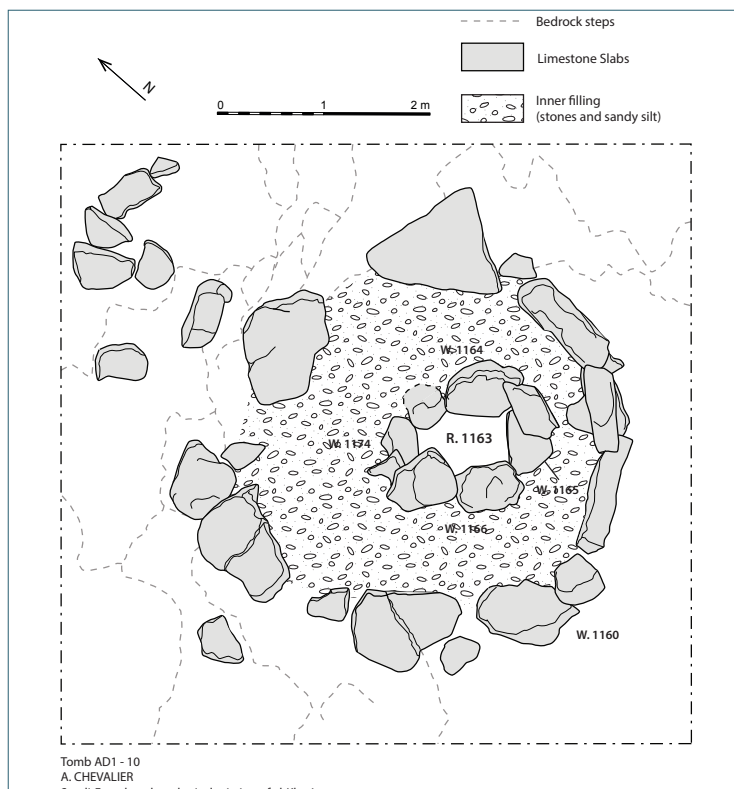 Bedrock steps
Limestone Slabs
Inner filling
(stones and sandy silt)
N
0 1 2 m
W. 1164
R. 1163
W. 1174
W. 1165
W. 1166
W. 1160
Tomb AD1 - 10
A. CHEVALIER